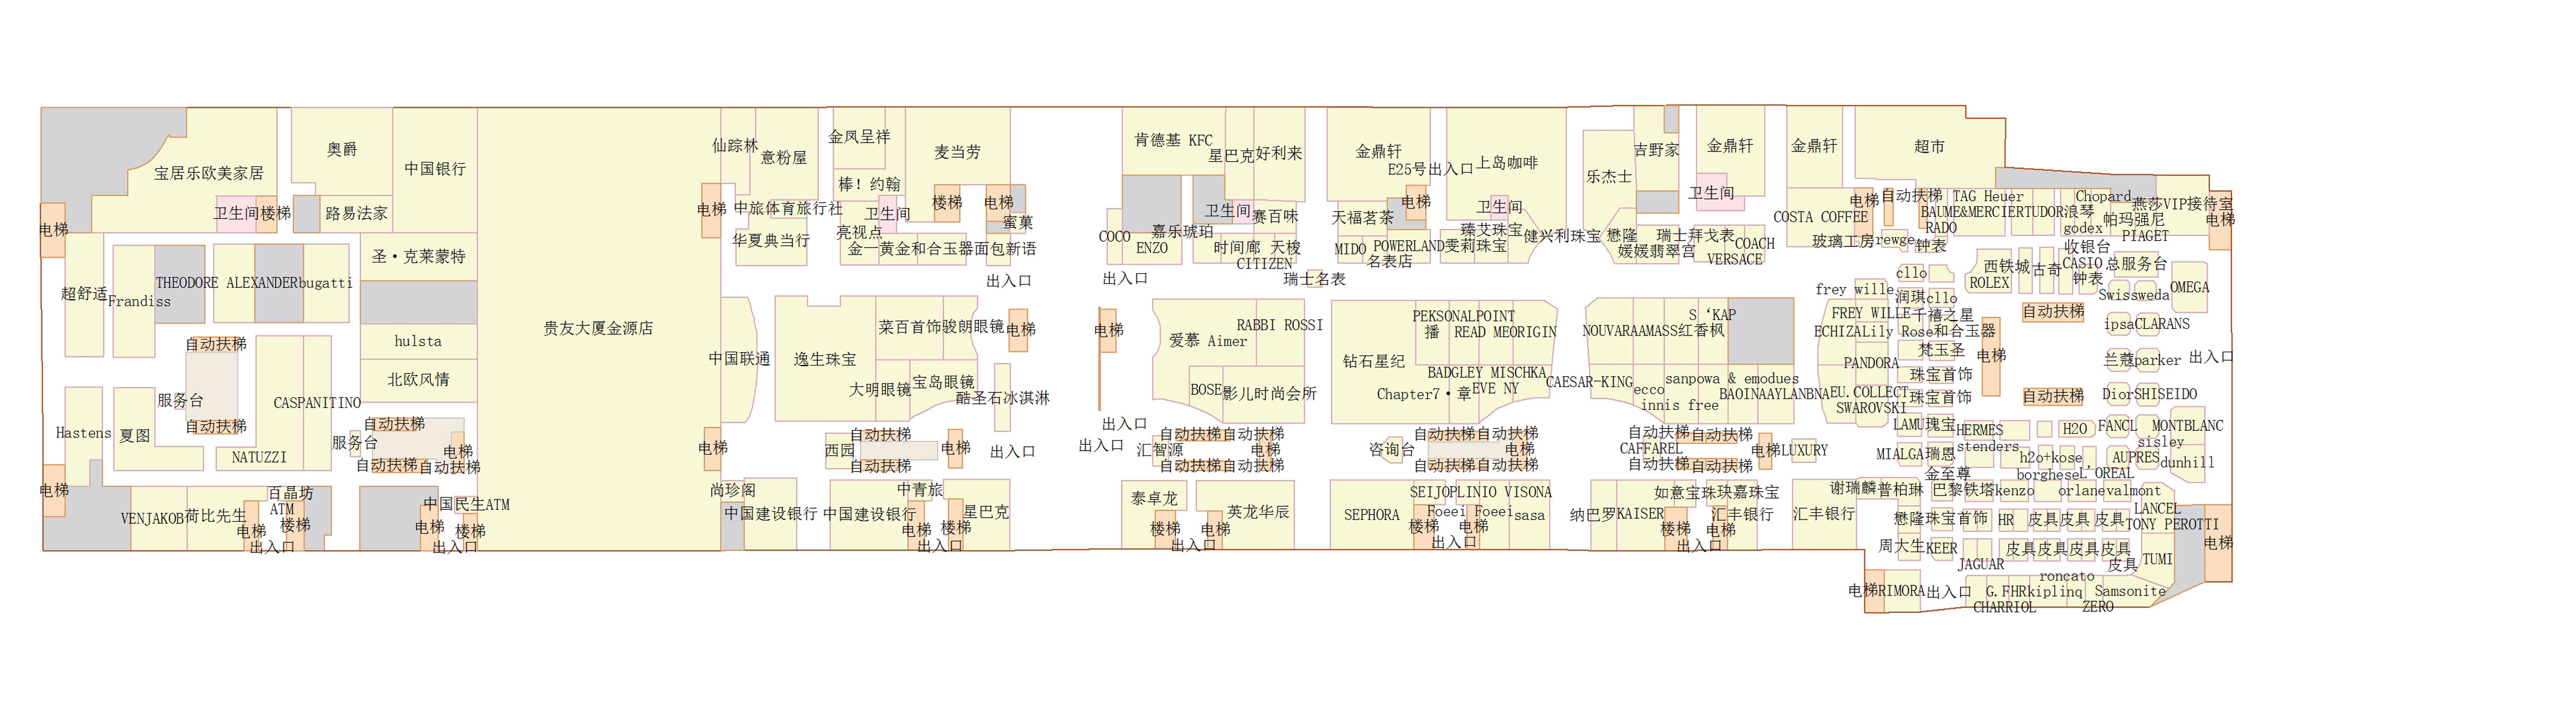 宝居乐欧美家居
奥爵
中国银行
卫生间
楼梯
路易法家
电梯
圣·克莱蒙特
超舒适
Frandiss
THEODORE ALEXANDER
bugatti
hulsta
北欧风情
自动扶梯
服务台
自动扶梯
CASPANITINO
Hastens
夏图
NATUZZI
自动扶梯
服务台
电梯
自动扶梯
自动扶梯
电梯
VENJAKOB
荷比先生
百晶坊
ATM
电梯
楼梯
出入口
中国民生ATM
电梯
楼梯
出入口
贵友大厦金源店
仙踪林
意粉屋
金凤呈祥
麦当劳
棒！约翰
电梯
中旅体育旅行社
卫生间
楼梯
电梯
蜜菓
华夏典当行
亮视点
金一黄金和合玉器
面包新语
出入口
中国联通
逸生珠宝
菜百首饰
骏朗眼镜
电梯
大明眼镜
宝岛眼镜
酷圣石冰淇淋
电梯
西园
自动扶梯
自动扶梯
电梯
出入口
尚珍阁
中国建设银行
中国建设银行
中青旅
电梯
楼梯
星巴克
出入口
肯德基 KFC
星巴克
好利来
卫生间
赛百味
COCO
ENZO
嘉乐琥珀
时间廊
天梭
CITIZEN
出入口
瑞士名表
电梯
爱慕 Aimer
RABBI ROSSI
BOSE
影儿时尚会所
出入口
出入口
汇智源
自动扶梯
自动扶梯
电梯
自动扶梯
自动扶梯
泰卓龙
楼梯
电梯
英龙华辰
出入口
金鼎轩
E25号出入口
上岛咖啡
电梯
卫生间
天福茗茶
臻艾珠宝
MIDO
POWERLAND
雯莉珠宝
名表店
健兴利珠宝
懋隆
钻石星纪
PEKSONALPOINT
播
READ ME
ORIGIN
BADGLEY MISCHKA
Chapter7·章
EVE NY
咨询台
自动扶梯
自动扶梯
电梯
自动扶梯
自动扶梯
SEPHORA
SEIJO
PLINIO VISONA
Foeei Foeei
sasa
楼梯
电梯
出入口
乐杰士
吉野家
金鼎轩
金鼎轩
卫生间
瑞士拜戈表
媛媛翡翠宫
COACH
VERSACE
COSTA COFFEE
NOUVARA
AMASS
红香枫
S‘KAP
CAESAR-KING
ecco
sanpowa & emodues
innis free
BAOINA
AYLANBNA
自动扶梯
自动扶梯
CAFFAREL
电梯
LUXURY
自动扶梯
自动扶梯
纳巴罗
KAISER
如意宝珠
玦嘉珠宝
楼梯
电梯
汇丰银行
汇丰银行
出入口
超市
电梯
自动扶梯
TAG Heuer
BAUME&MERCIER
TUDOR
浪琴
Chopard
燕莎VIP接待室
RADO
godex
帕玛强尼
PIAGET
电梯
玻璃工房
rewge
钟表
收银台
CASIO
总服务台
钟表
西铁城
古奇
ROLEX
cllo
Swissweda
OMEGA
frey wille
润琪
cllo
FREY WILLE
千禧之星
自动扶梯
ECHIZA
Lily Rose
和合玉器
ipsa
CLARANS
梵玉圣
电梯
PANDORA
兰蔻
parker
出入口
珠宝首饰
EU.COLLECT
珠宝首饰
自动扶梯
Dior
SHISEIDO
SWAROVSKI
LAMU
瑰宝
HERMES
H2O
FANCL
MONTBLANC
MIALGA
瑞恩
stenders
h2o+
kose
sisley
AUPRES
dunhill
金至尊
borghese
L’OREAL
谢瑞麟
普柏琳
巴黎铁塔
kenzo
orlane
valmont
LANCEL
懋隆
珠宝首饰
HR
皮具
皮具
皮具
TONY PEROTTI
周大生
KEER
皮具
皮具
皮具
皮具
电梯
JAGUAR
皮具
TUMI
roncato
电梯
RIMORA
出入口
G.F
HR
kiplinq
Samsonite
CHARRIOL
ZERO